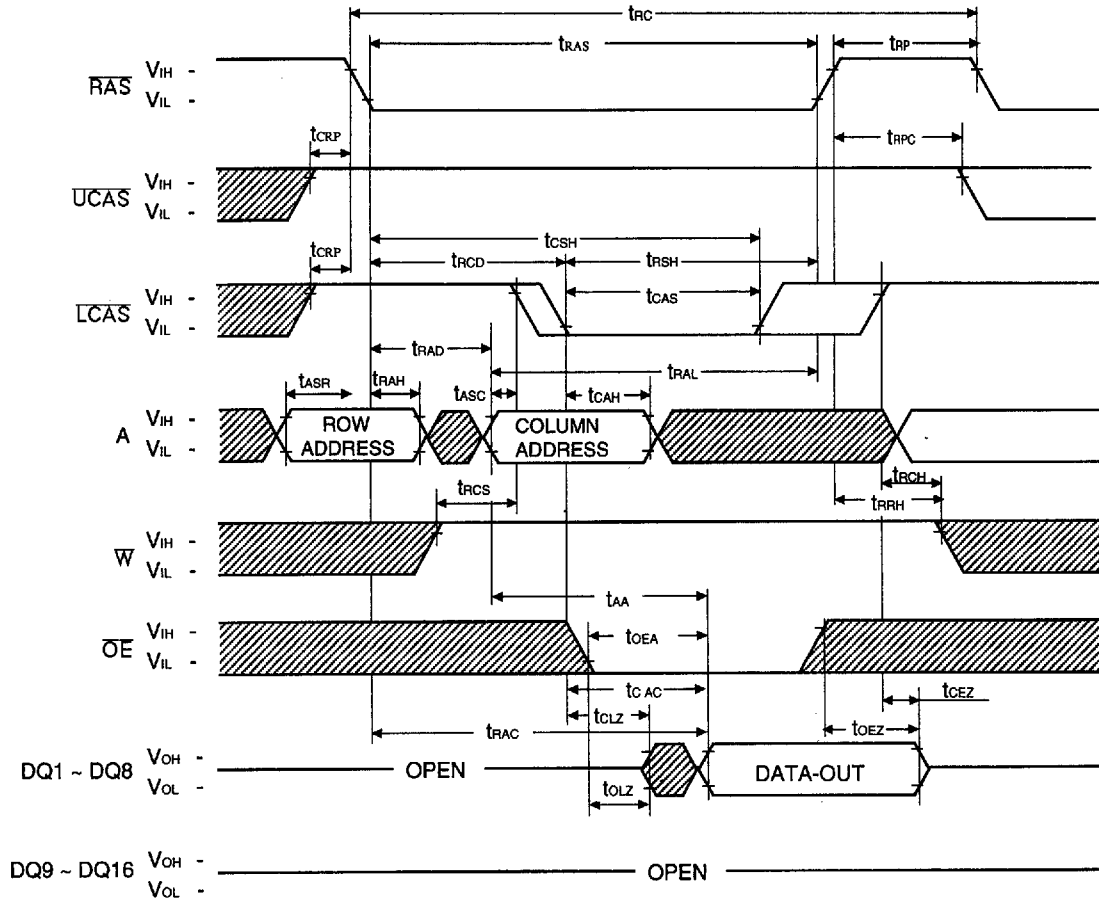 tRC
tRAS tRP
RAS VIH -
VIL -
tCRP tRPC
UCAS VIH -
VIL -
tCSH
tCRP tRCD tRSH
LCAS VIH - tCAS
VIL -
tRAD tRAL
tASR tRAH tASC tCAH
A VIH - ROW ADDRESS COLUMN ADDRESS
VIL -
tRCS tRCH
tRRH
W VIH -
VIL -
tAA
OE VIH - tOEA
VIL -
tCAC tCEZ
tCLZ tOEZ
tRAC
DQ1 ~ DQ8 VOH - OPEN DATA-OUT
VOL -
tOLZ
DQ9 ~ DQ16 VOH - OPEN
VOL -